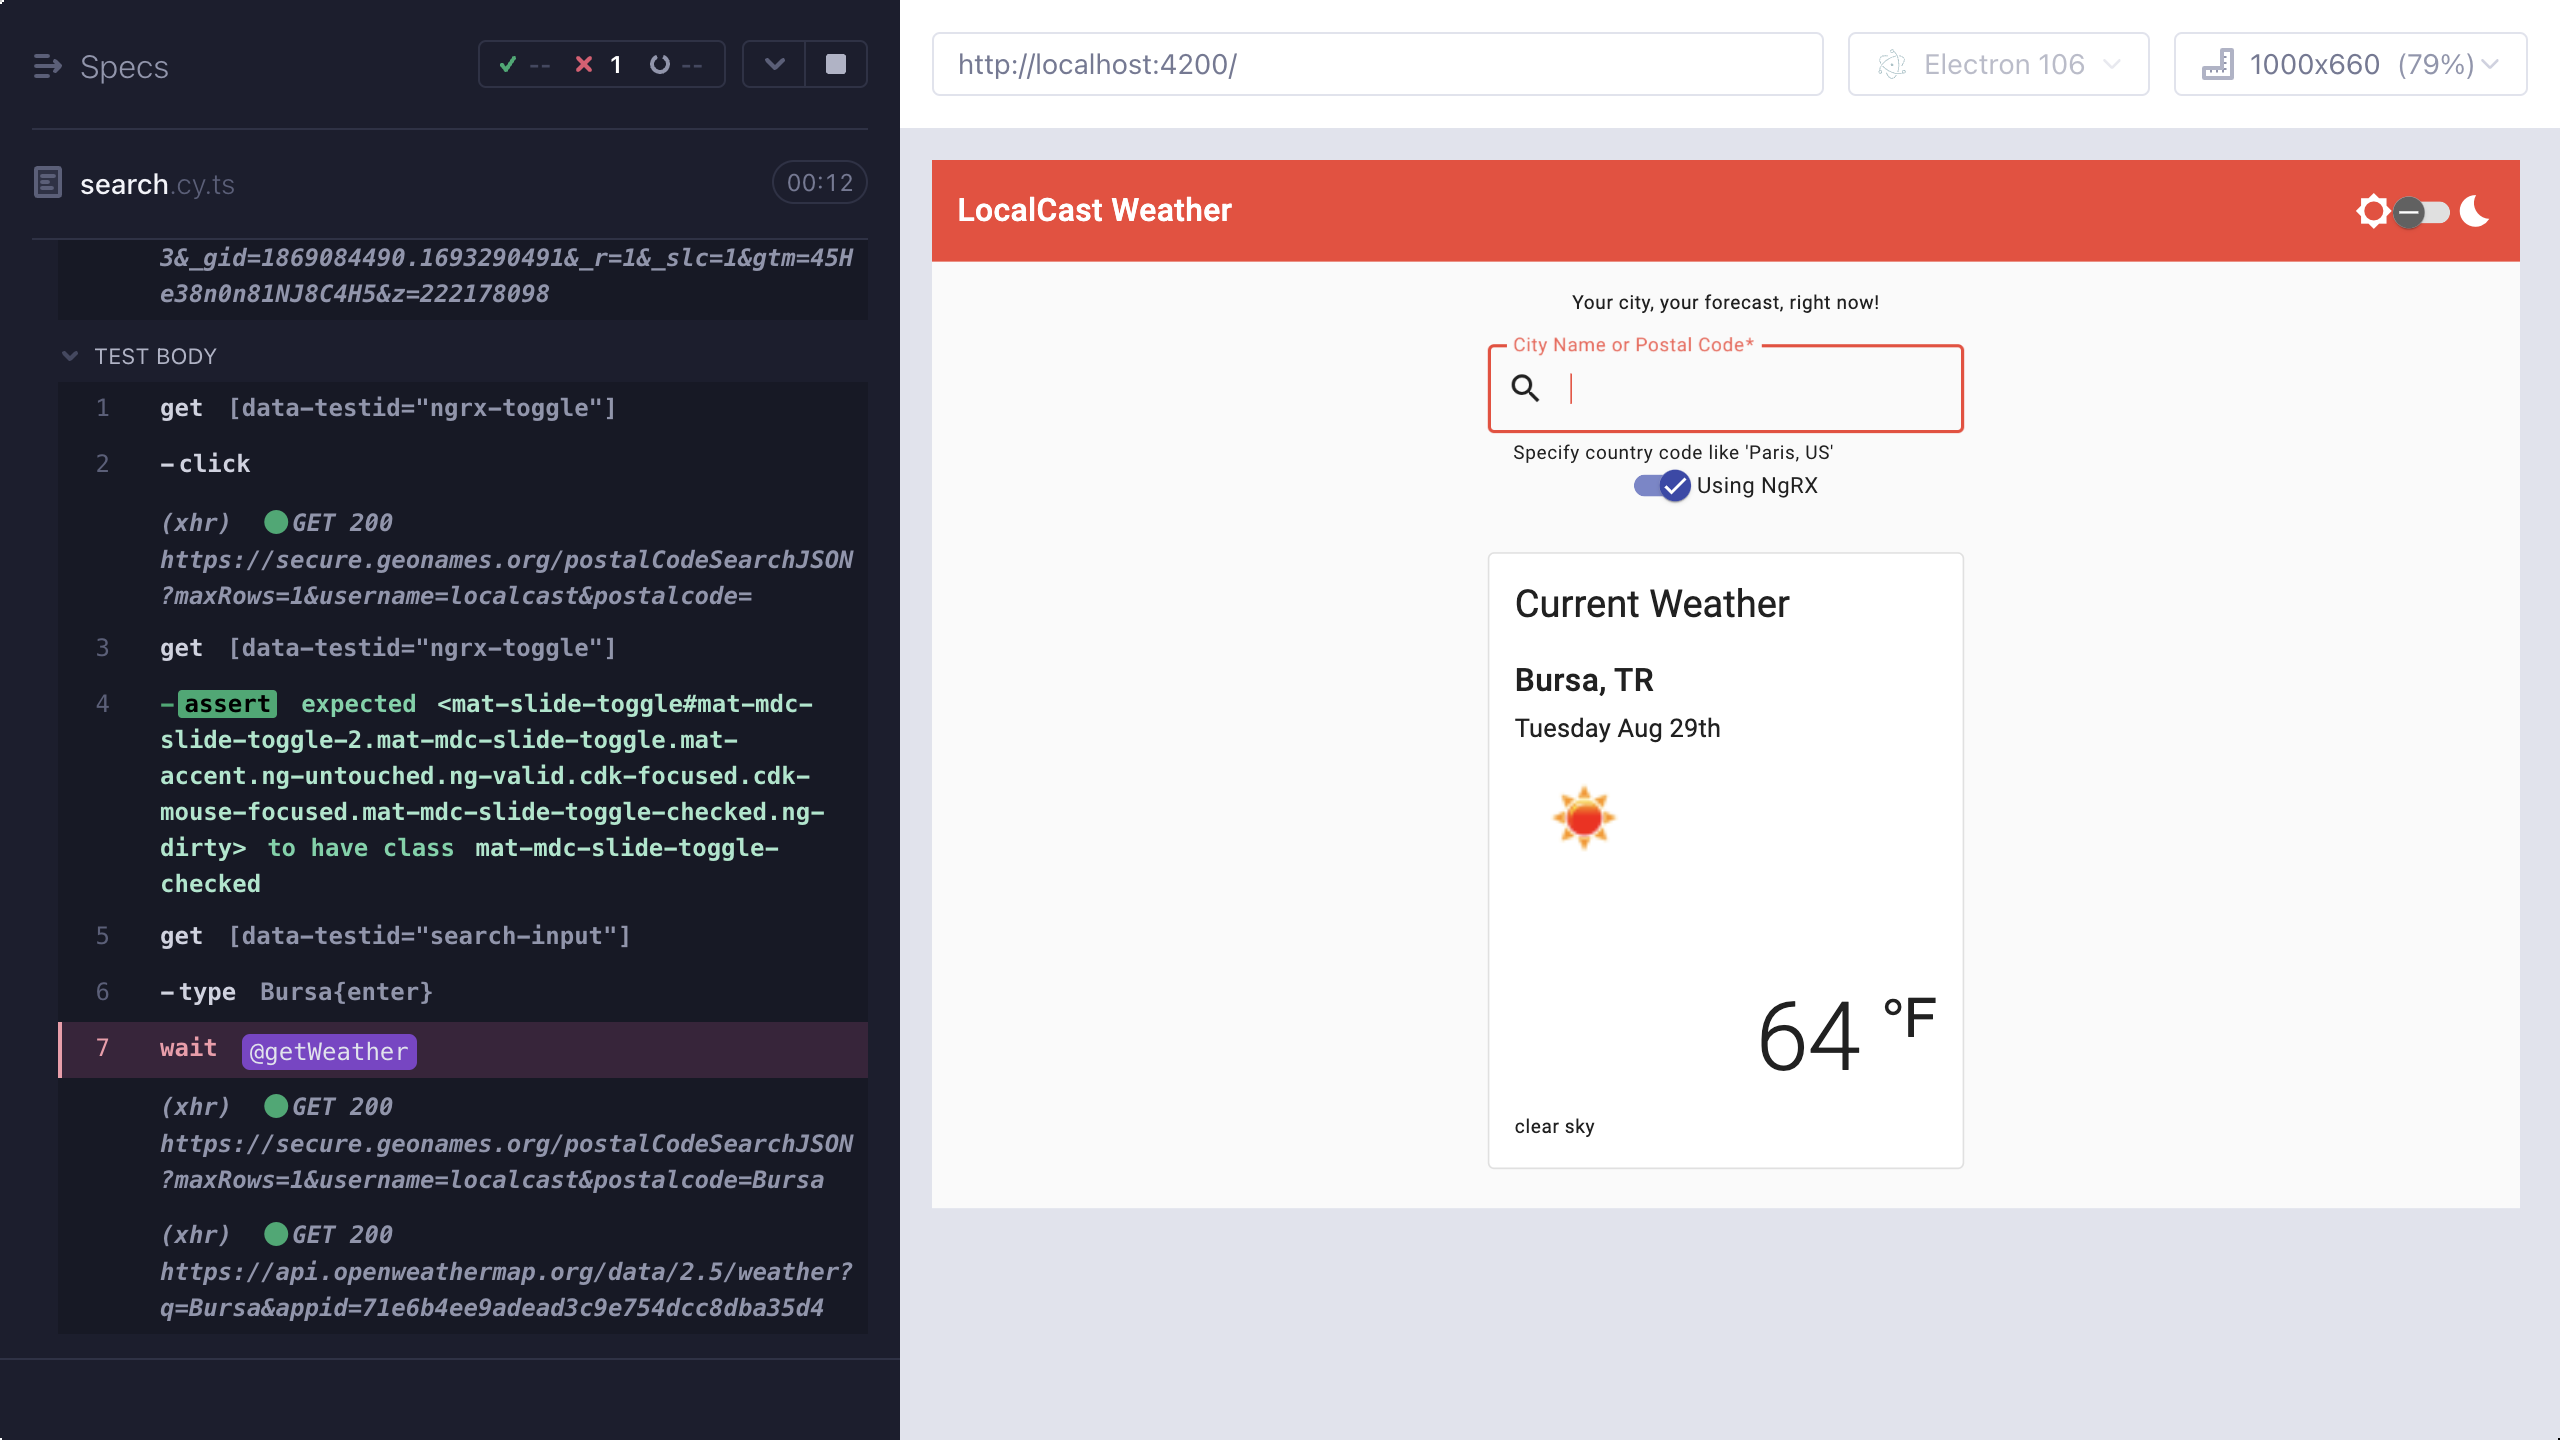 Specs
-- 1 --
search.cy.ts
00:12
3&_gid=1869084490.1693290491&_r=1&_slc=1&gtm=45H
e38n0n81NJ8C4H5&z=222178098
TEST BODY
1 get [data-testid="ngrx-toggle"]
2 -click
(xhr) GET 200
https://secure.geonames.org/postalCodeSearchJSON
?maxRows=1&username=localcast&postalcode=
3 get [data-testid="ngrx-toggle"]
4 -assert expected <mat-slide-toggle#mat-mdc-
slide-toggle-2.mat-mdc-slide-toggle.mat-
accent.ng-untouched.ng-valid.cdk-focused.cdk-
mouse-focused.mat-mdc-slide-toggle-checked.ng-
dirty> to have class mat-mdc-slide-toggle-
checked
5 get [data-testid="search-input"]
6 -type Bursa{enter}
7 wait @getWeather
(xhr) GET 200
https://secure.geonames.org/postalCodeSearchJSON
?maxRows=1&username=localcast&postalcode=Bursa
(xhr) GET 200
https://api.openweathermap.org/data/2.5/weather?
q=Bursa&appid=71e6b4ee9adead3c9e754dcc8dba35d4
http://localhost:4200/
Electron 106
1000x660 (79%)
LocalCast Weather
Your city, your forecast, right now!
City Name or Postal Code*
Specify country code like 'Paris, US'
Using NgRX
Current Weather
Bursa, TR
Tuesday Aug 29th
64 °F
clear sky